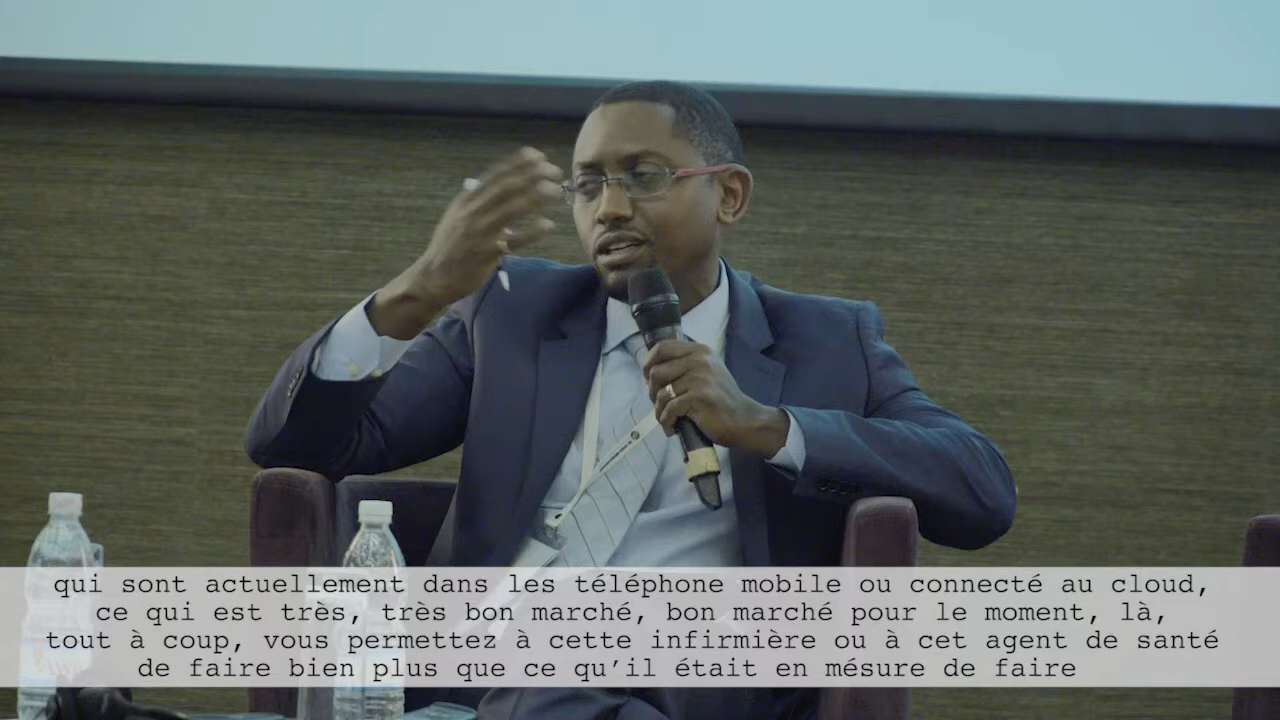 qui sont actuellement dans les téléphone mobile ou connecté au cloud,
ce qui est très, très bon marché, bon marché pour le moment, là,
tout à coup, vous permettez à cette infirmière ou à cet agent de santé
de faire bien plus que ce qu’il était en mésure de faire